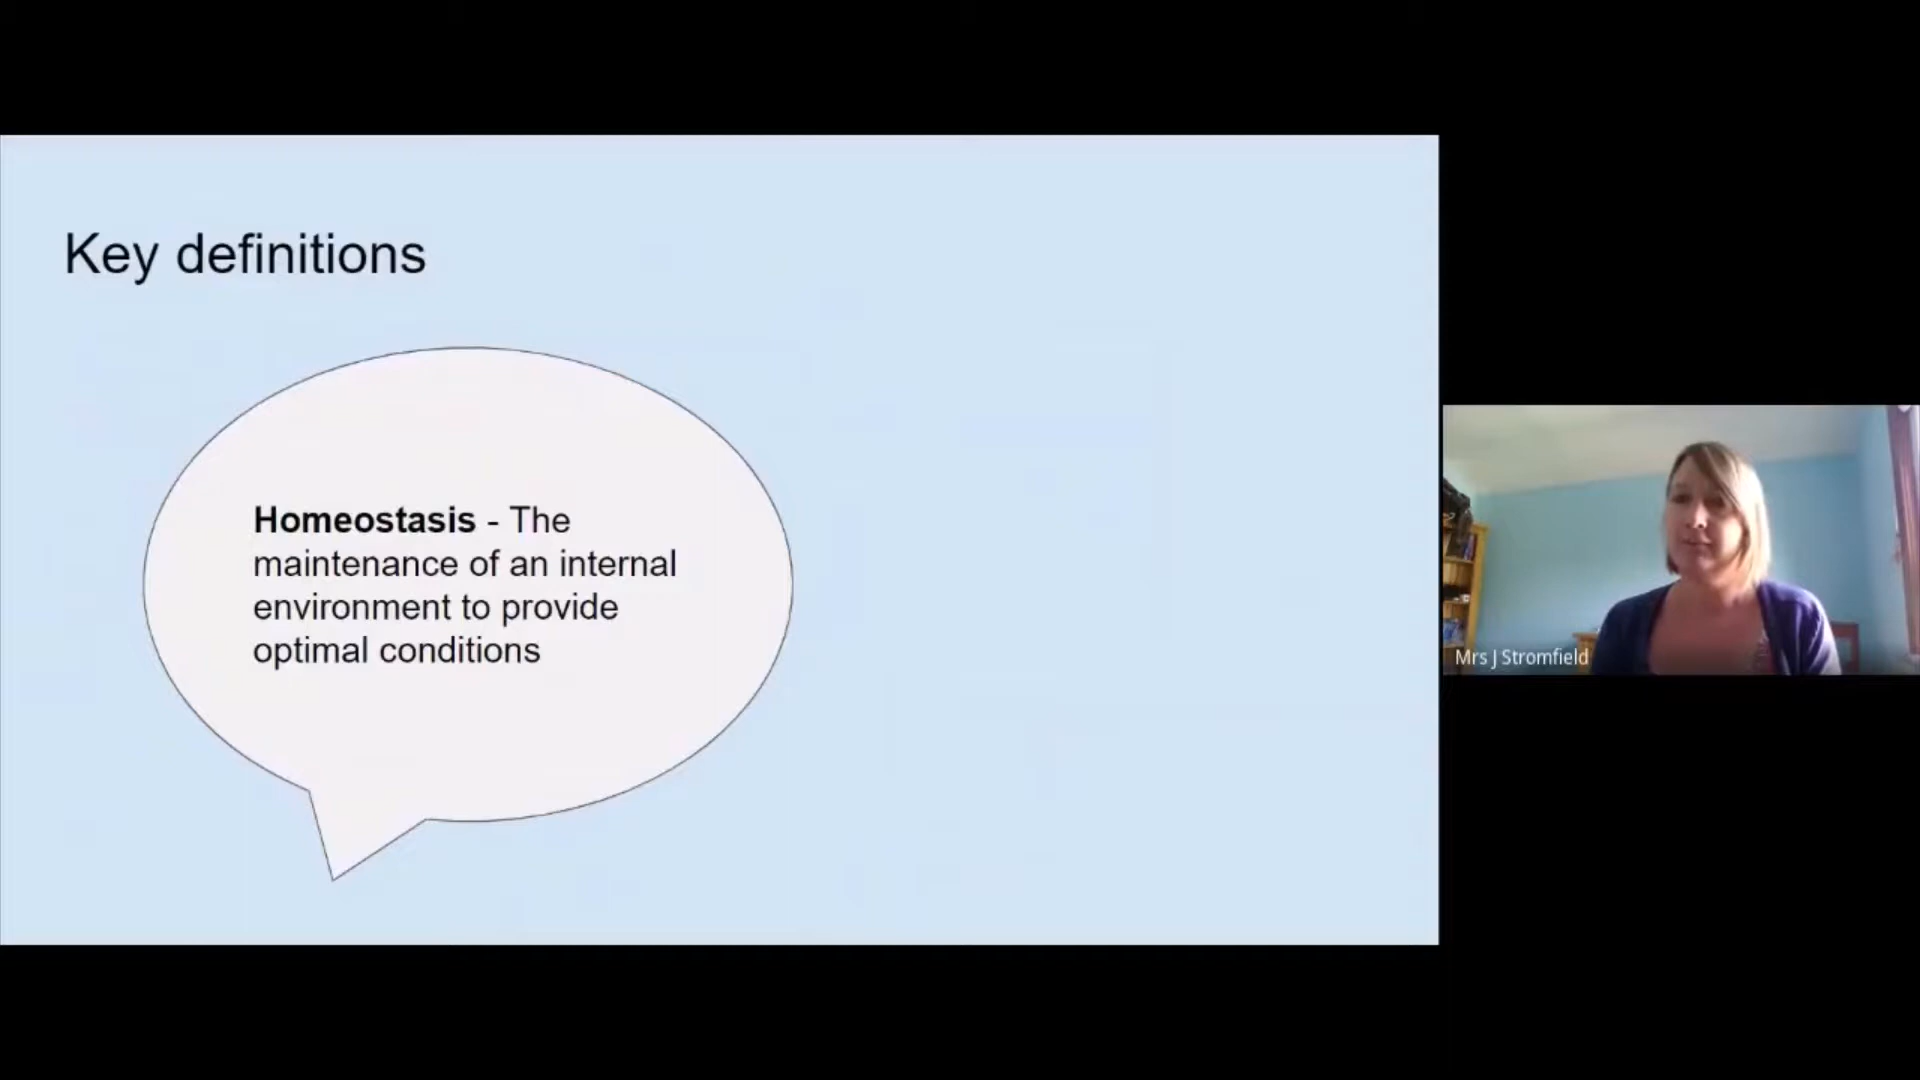 Key definitions
Homeostasis - The
maintenance of an internal
environment to provide
optimal conditions
Mrs J Stromfield